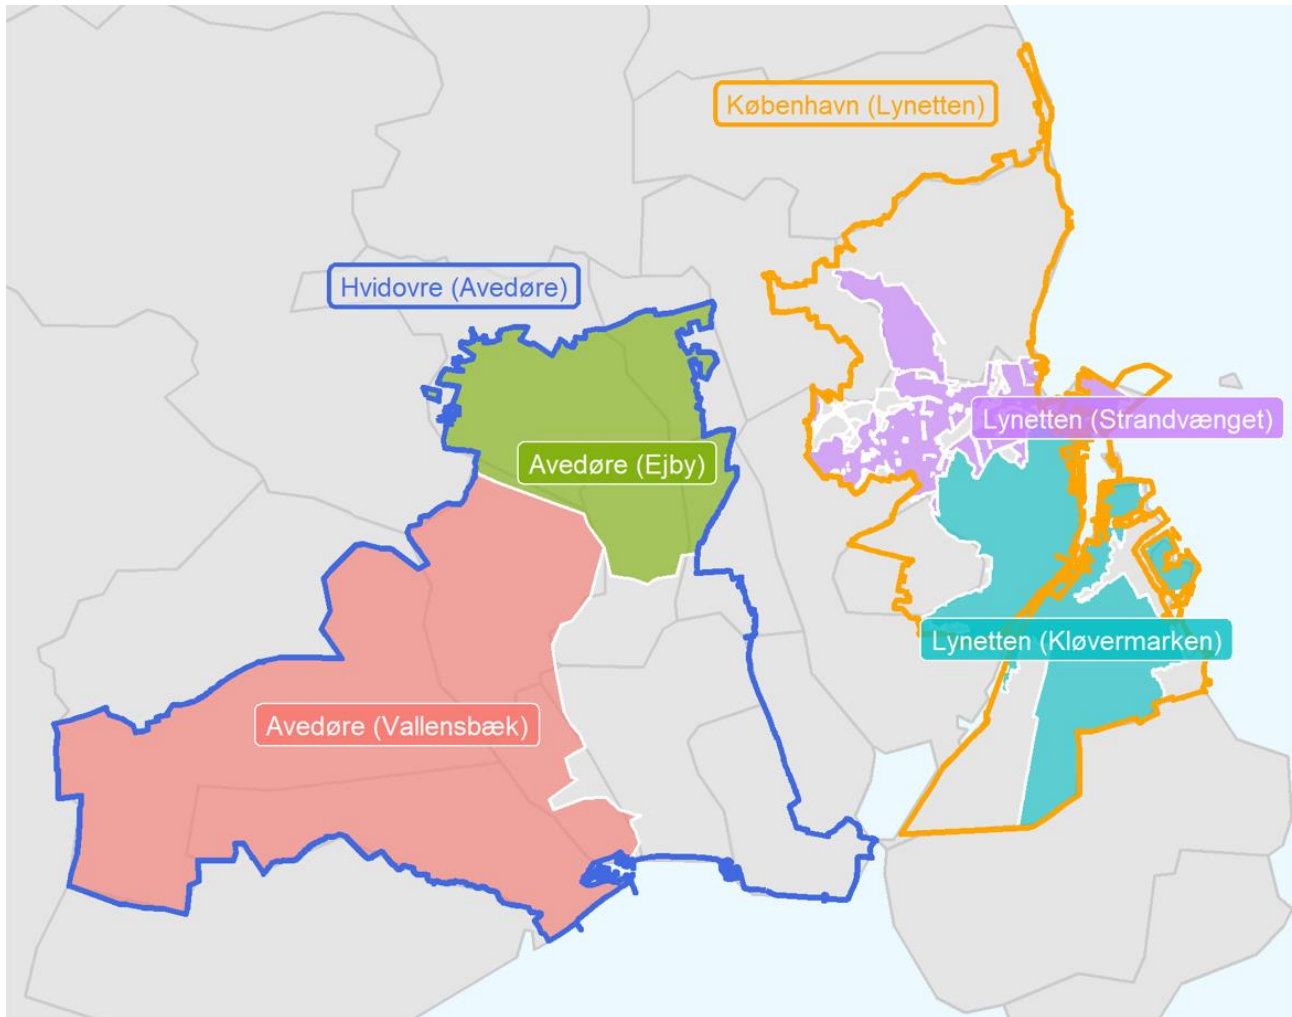 København (Lynetten)
Hvidovre (Avedøre)
Lynetten (Strandvænget)
Avedøre (Ejby)
Lynetten (Kløvermarken)
Avedøre (Vallensbæk)